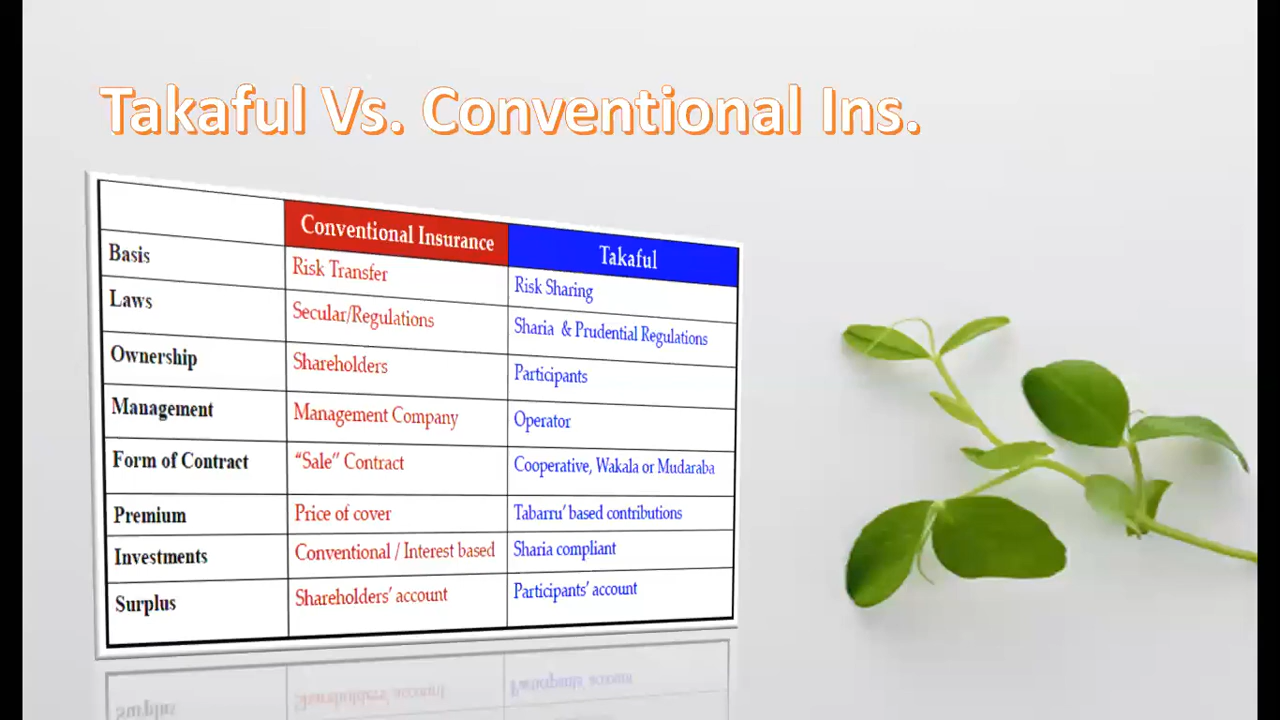 Takaful Vs. Conventional Ins.
Conventional Insurance Takaful
Basis Risk Transfer Risk Sharing
Laws Secular/Regulations Sharia & Prudential Regulations
Ownership Shareholders Participants
Management Management Company Operator
Form of Contract “Sale” Contract Cooperative, Wakala or Mudaraba
Premium Price of cover Tabarru’ based contributions
Investments Conventional / Interest based Sharia compliant
Surplus Shareholders’ account Participants’ account